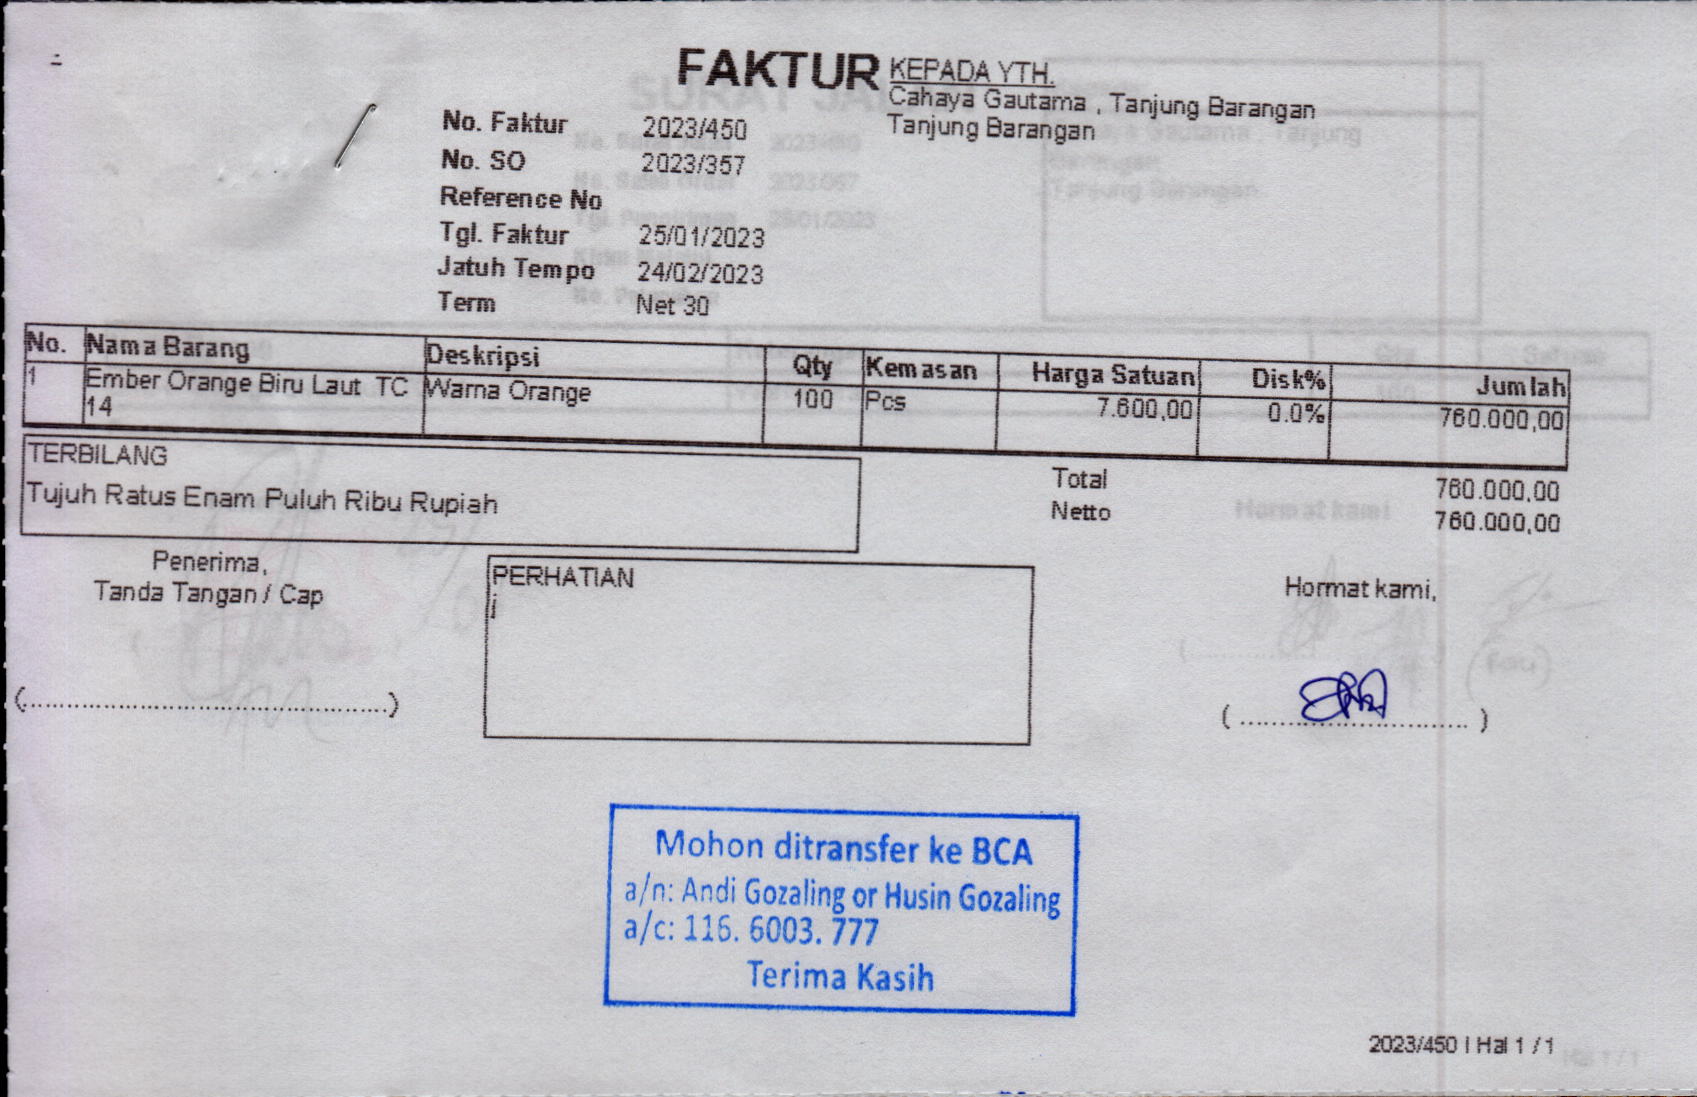 FAKTUR
KEPADA YTH.
Cahaya Gautama , Tanjung Barangan
Tanjung Barangan
No. Faktur 2023/450
No. SO 2023/357
Reference No
Tgl. Faktur 25/01/2023
Jatuh Tempo 24/02/2023
Term Net 30
No. Nama Barang Deskripsi Qty Kemasan Harga Satuan Disk% Jumlah
1 Ember Orange Biru Laut TC Warna Orange 100 Pcs 7.600,00 0.0% 760.000,00
14
TERBILANG
Tujuh Ratus Enam Puluh Ribu Rupiah
Total 760.000,00
Netto 760.000,00
Penerima,
Tanda Tangan / Cap
PERHATIAN
i
Hormat kami,
(................................................)
( .............................. )
Mohon ditransfer ke BCA
a/n: Andi Gozaling or Husin Gozaling
a/c: 116. 6003. 777
Terima Kasih
2023/450 | Hal 1 / 1